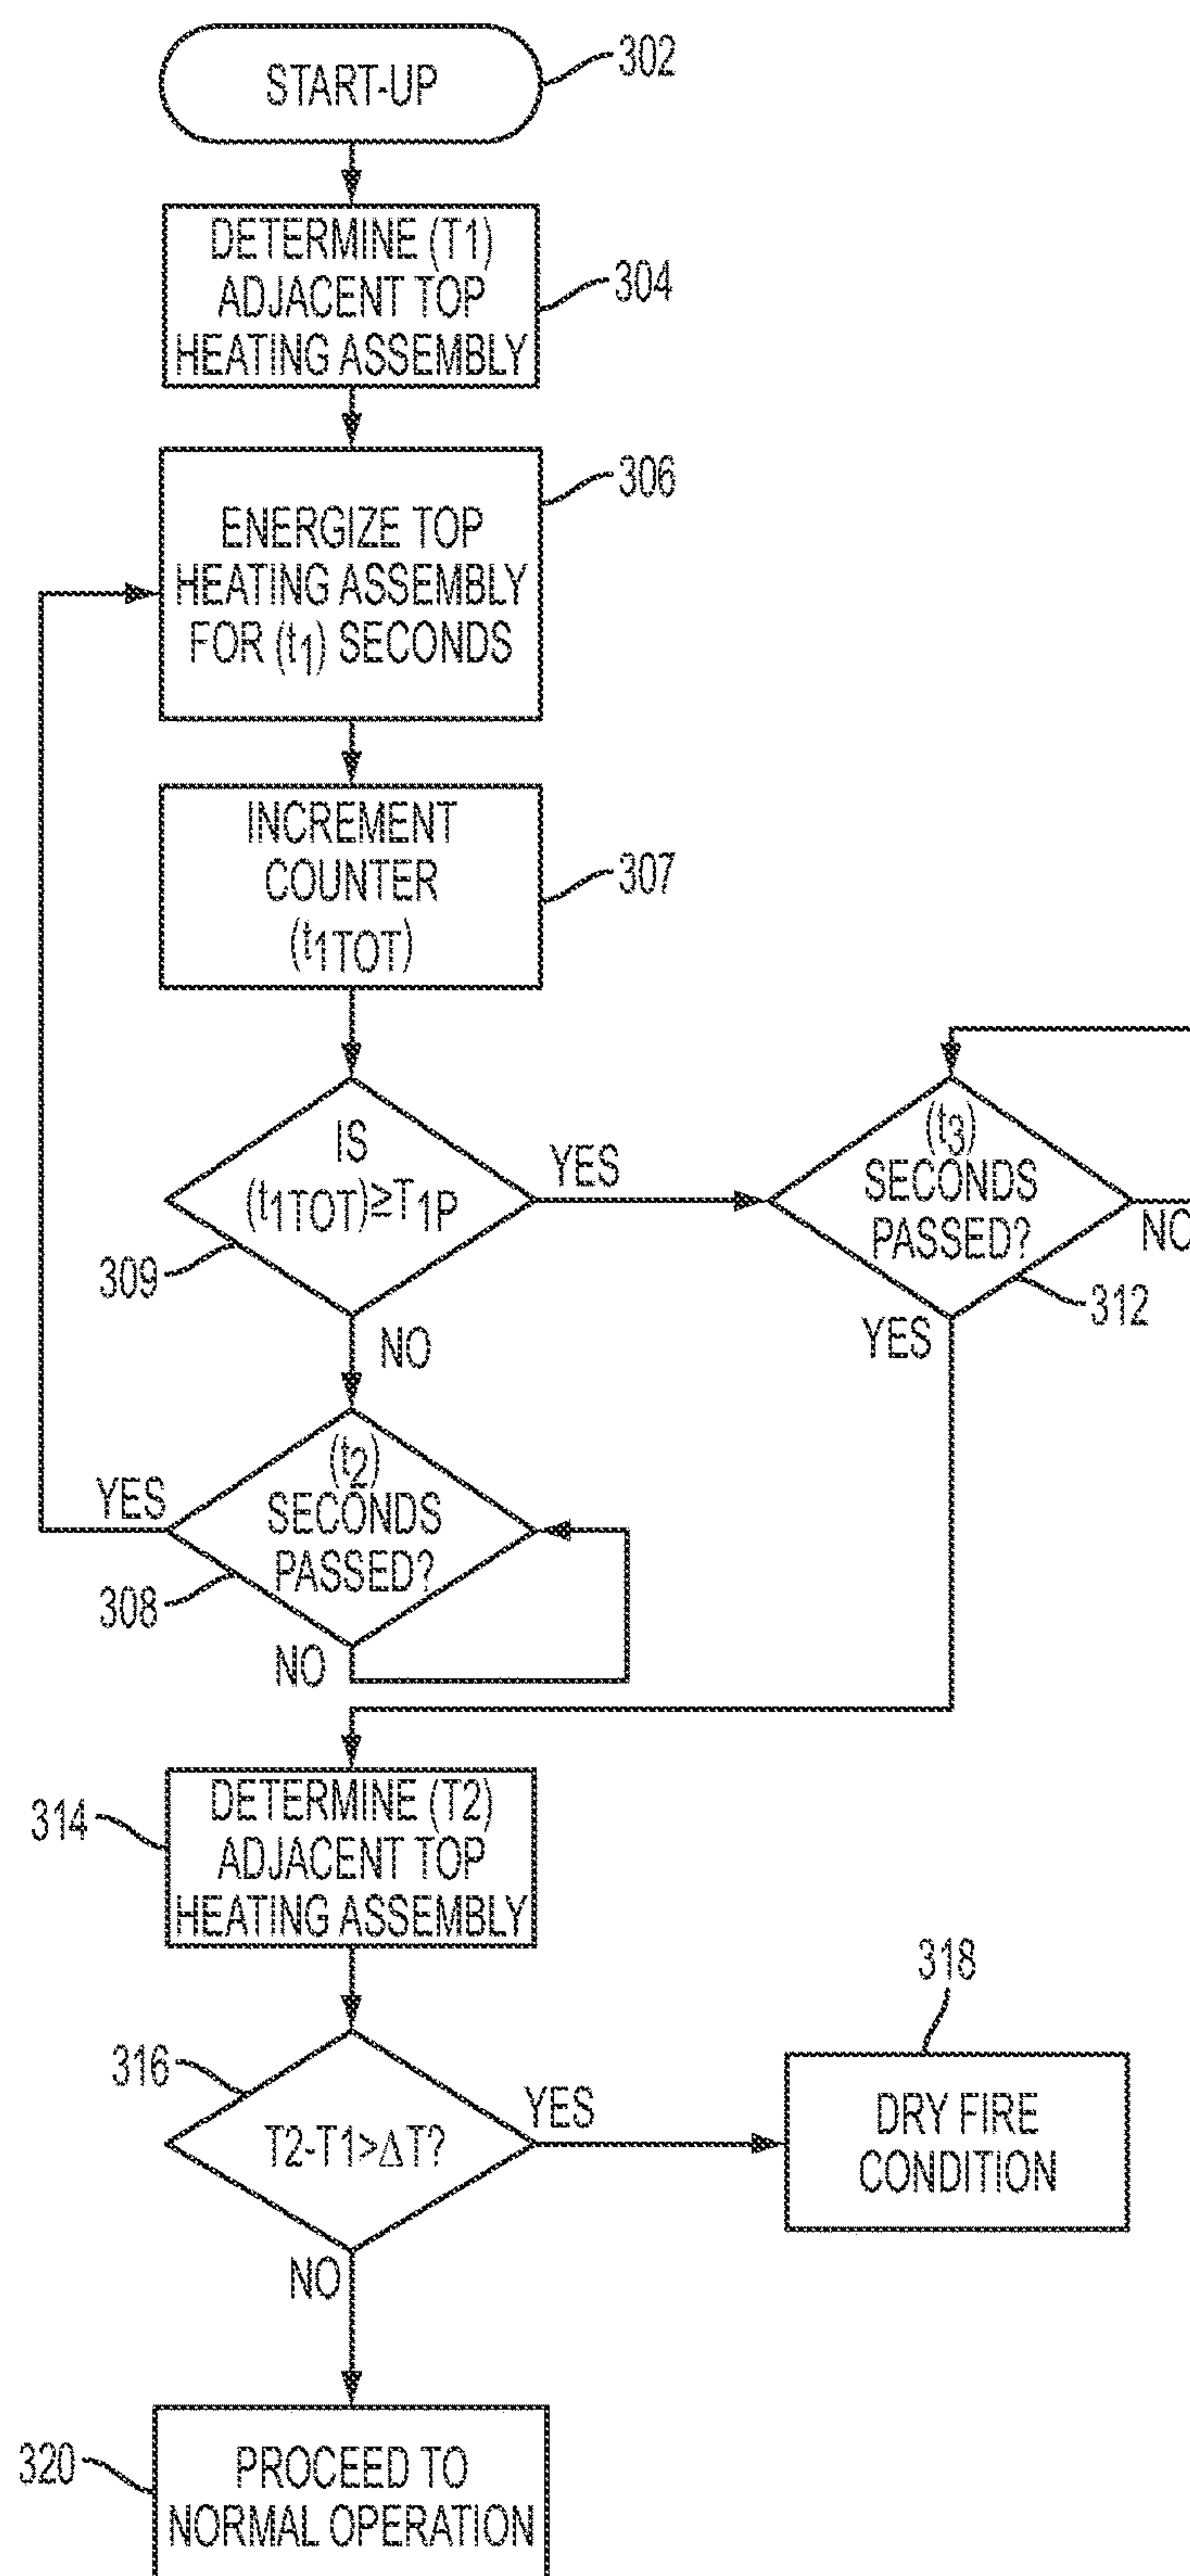 START-UP
302
DETERMINE (T1)
ADJACENT TOP
HEATING ASSEMBLY
304
ENERGIZE TOP
HEATING ASSEMBLY
FOR (t1) SECONDS
306
INCREMENT
COUNTER
(t1TOT)
307
IS
(t1TOT)≥T1P
309
YES
NO
(t3)
SECONDS
PASSED?
NO
312
YES
(t2)
SECONDS
PASSED?
YES
308
NO
DETERMINE (T2)
ADJACENT TOP
HEATING ASSEMBLY
314
316
T2-T1>ΔT?
YES
318
DRY FIRE
CONDITION
NO
320
PROCEED TO
NORMAL OPERATION